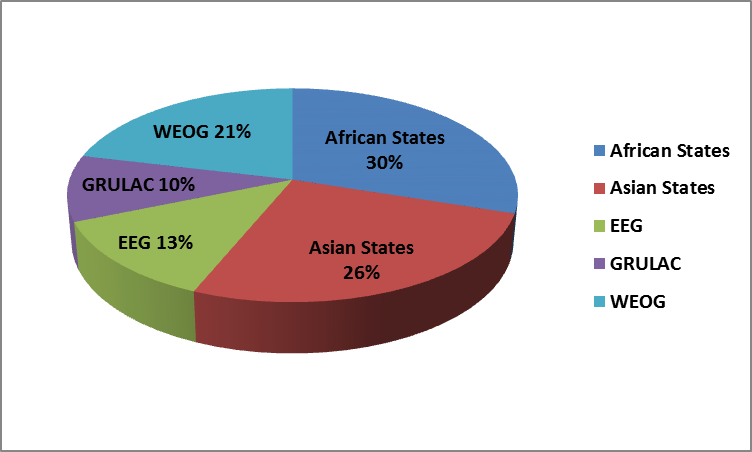 WEOG 21%
African States
30%
GRULAC 10%
EEG 13%
Asian States
26%
African States
Asian States
EEG
GRULAC
WEOG